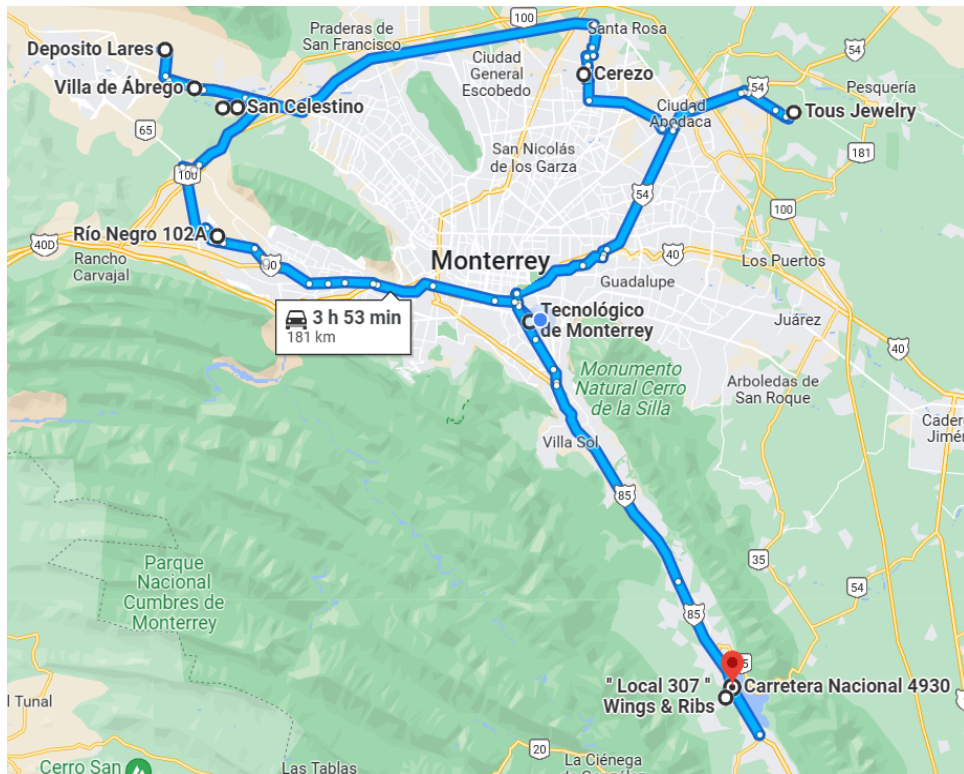 Praderas de
San Francisco
100
85
Santa Rosa
Deposito Lares
Villa de Ábrego
San Celestino
Ciudad
General
Escobedo
Cerezo
54
54
Pesquería
Ciudad
Apodaca
Tous Jewelry
65
San Nicolás
de los Garza
181
100
54
100
Río Negro 102A
40D
Rancho
Carvajal
Monterrey
40
Guadalupe
Los Puertos
3 h 53 min
181 km
Tecnológico
de Monterrey
Juárez
40
Monumento
Natural Cerro
de la Silla
Arboledas de
San Roque
Villa Sol
85
35
54
Parque
Nacional
Cumbres de
Monterrey
85
" Local 307 "
Wings & Ribs
Carretera Nacional 4930
l Tunal
20
La Ciénega
Cerro San
Las Tablas